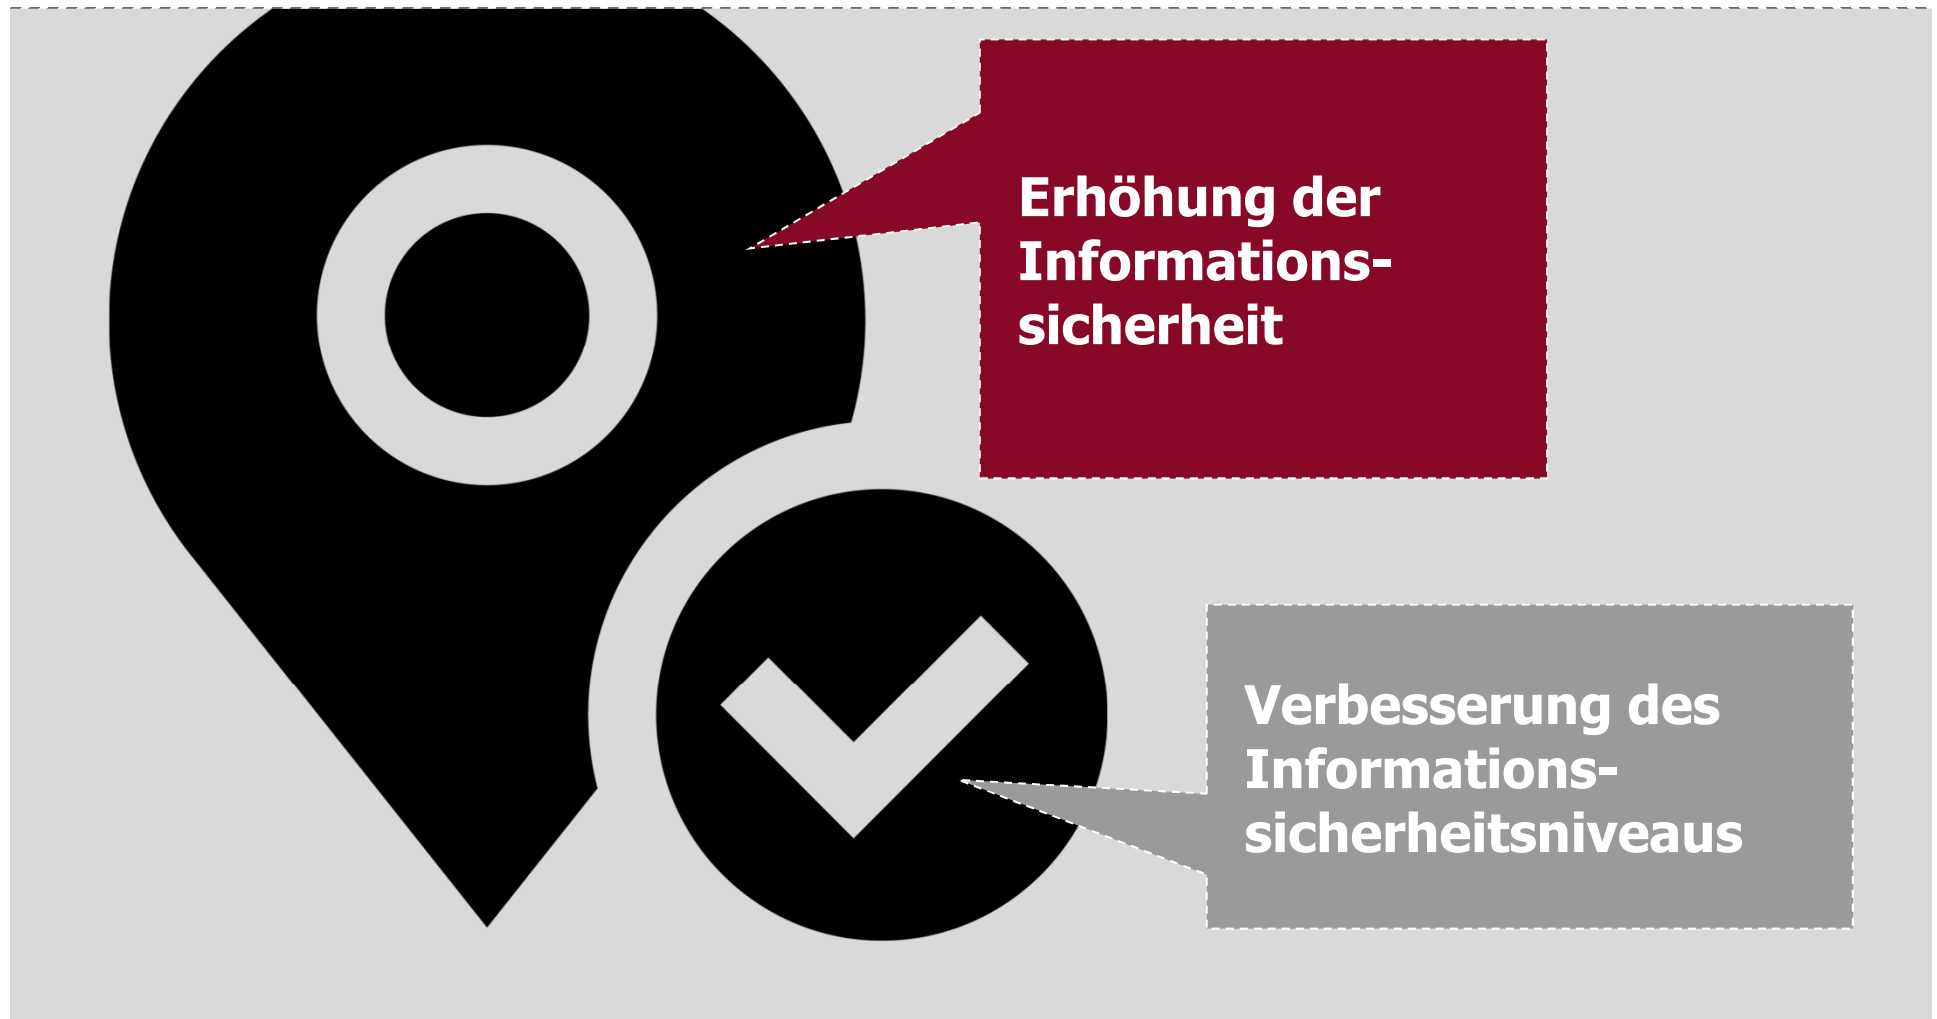 Erhöhung der
Informations-
sicherheit
Verbesserung des
Informations-
sicherheitsniveaus